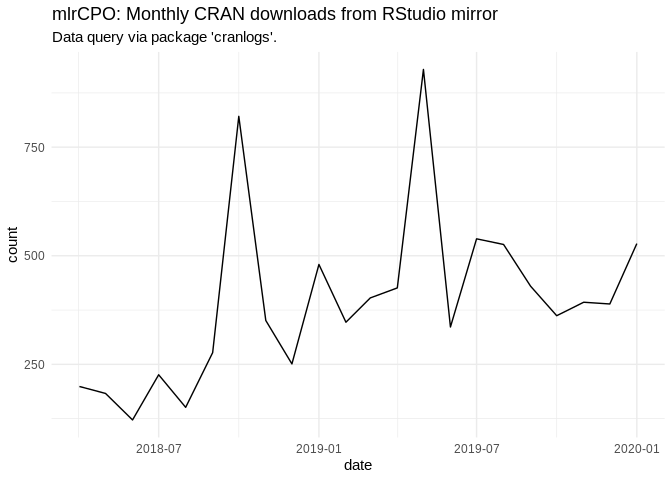 mlrCPO: Monthly CRAN downloads from RStudio mirror
Data query via package 'cranlogs'.
count
750
500
250
2018-07
2019-01
2019-07
2020-01
date